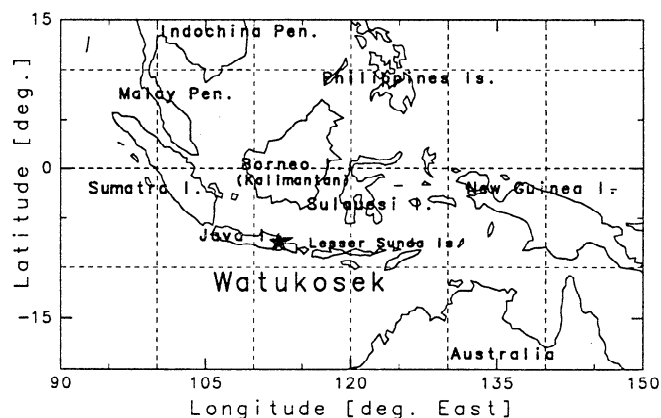 15
Indochina Pen.
Philippines Is.
Malay Pen.
Latitude [deg.]
0
Borneo
(Kalimantan)
Sumatra I.
New Guinea I.
Sulauesi I.
Java I.
Lesser Sunda Is.
Watukosek
-15
Australia
90
105
120
135
150
Longitude [deg. East]